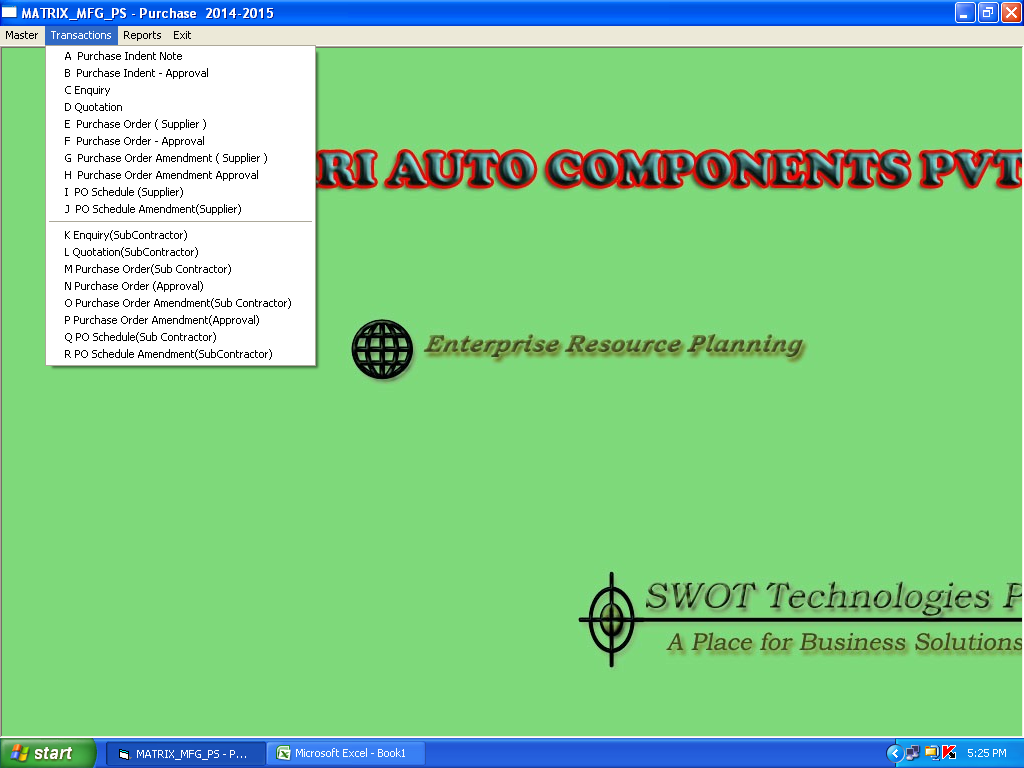 MATRIX_MFG_PS - Purchase 2014-2015
Master Transactions Reports Exit
A Purchase Indent Note
B Purchase Indent - Approval
C Enquiry
D Quotation
E Purchase Order ( Supplier )
F Purchase Order - Approval
G Purchase Order Amendment ( Supplier )
H Purchase Order Amendment Approval
I PO Schedule (Supplier)
J PO Schedule Amendment(Supplier)
K Enquiry(SubContractor)
L Quotation(SubContractor)
M Purchase Order(Sub Contractor)
N Purchase Order (Approval)
O Purchase Order Amendment(Sub Contractor)
P Purchase Order Amendment(Approval)
Q PO Schedule(Sub Contractor)
R PO Schedule Amendment(SubContractor)
RI AUTO COMPONENTS PVT
Enterprise Resource Planning
SWOT Technologies P
A Place for Business Solutions
start MATRIX_MFG_PS - P... Microsoft Excel - Book1 5:25 PM